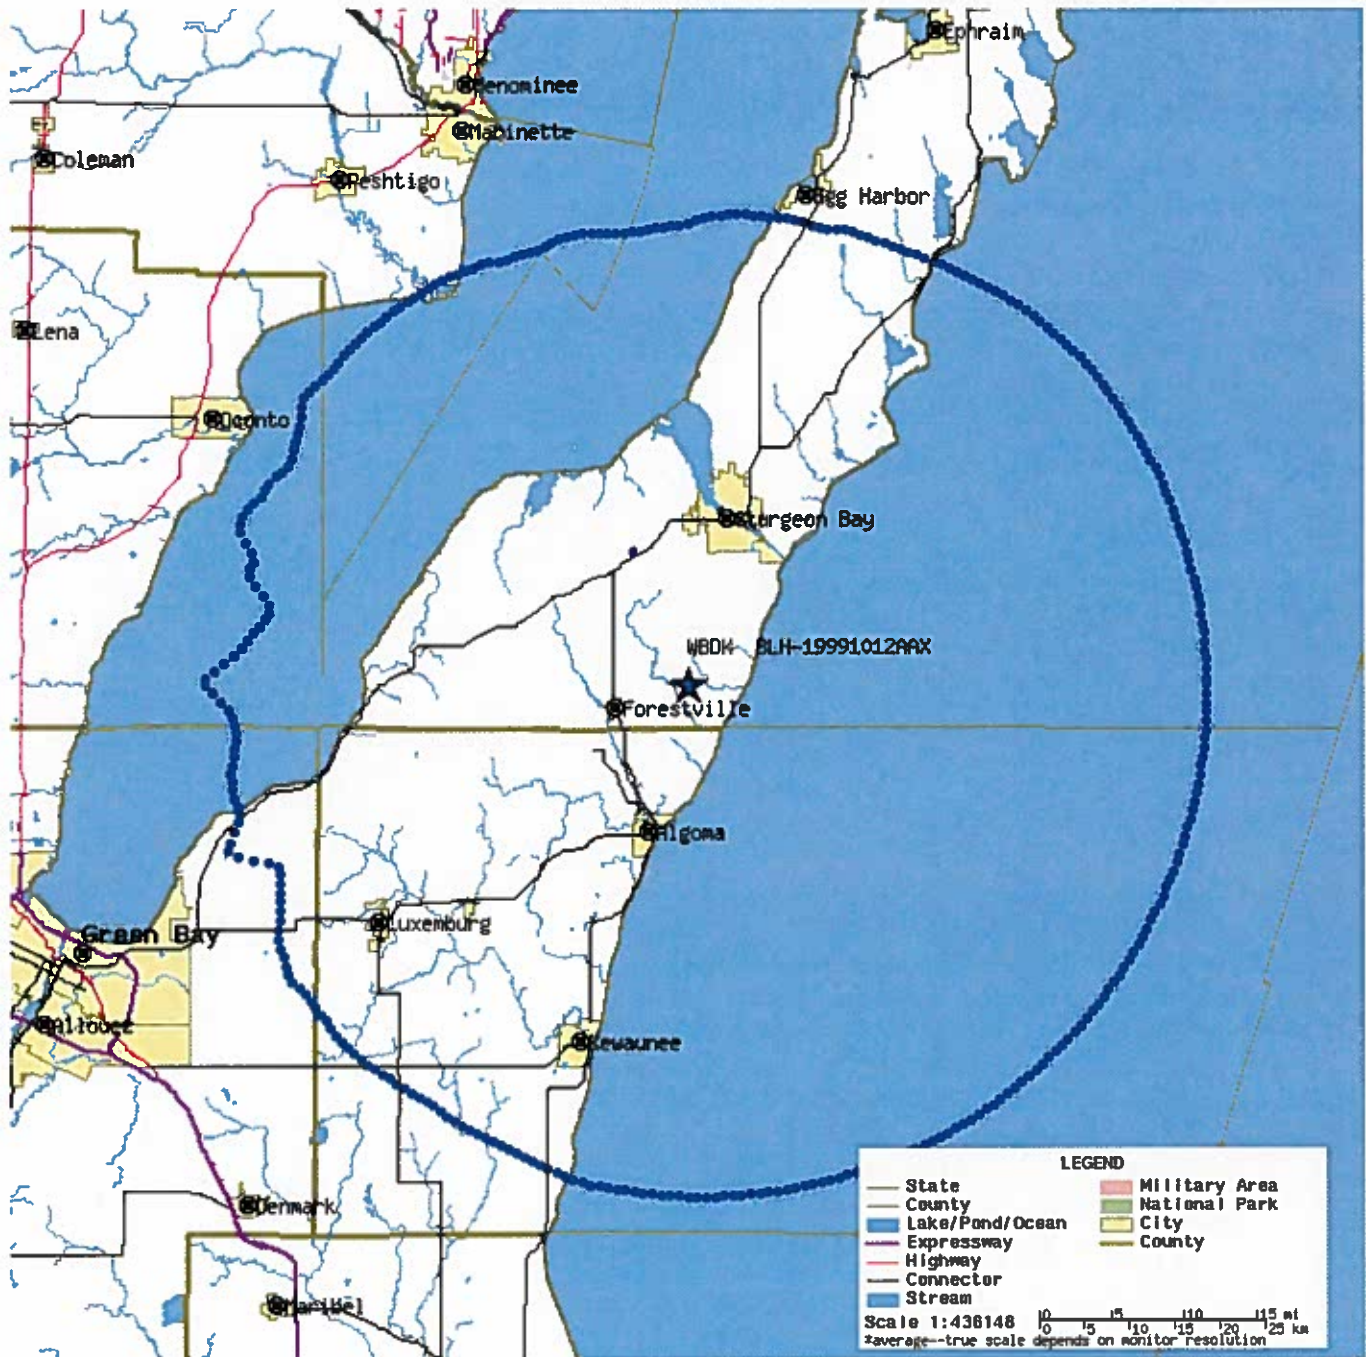 Ephraim
Menominee
Marinette
Coleman
Peshtigo
Egg Harbor
Lena
Oconto
Sturgeon Bay
WBDK BLH-19991012AAX
Forestville
Algoma
Luxemburg
Green Bay
Allouez
Kewaunee
Denmark
Maribel
LEGEND
State
County
Lake/Pond/Ocean
Expressway
Highway
Connector
Stream
Military Area
National Park
City
County
Scale 1:436148
0 5 10 15 mi
0 5 10 15 20 25 km
*average--true scale depends on monitor resolution